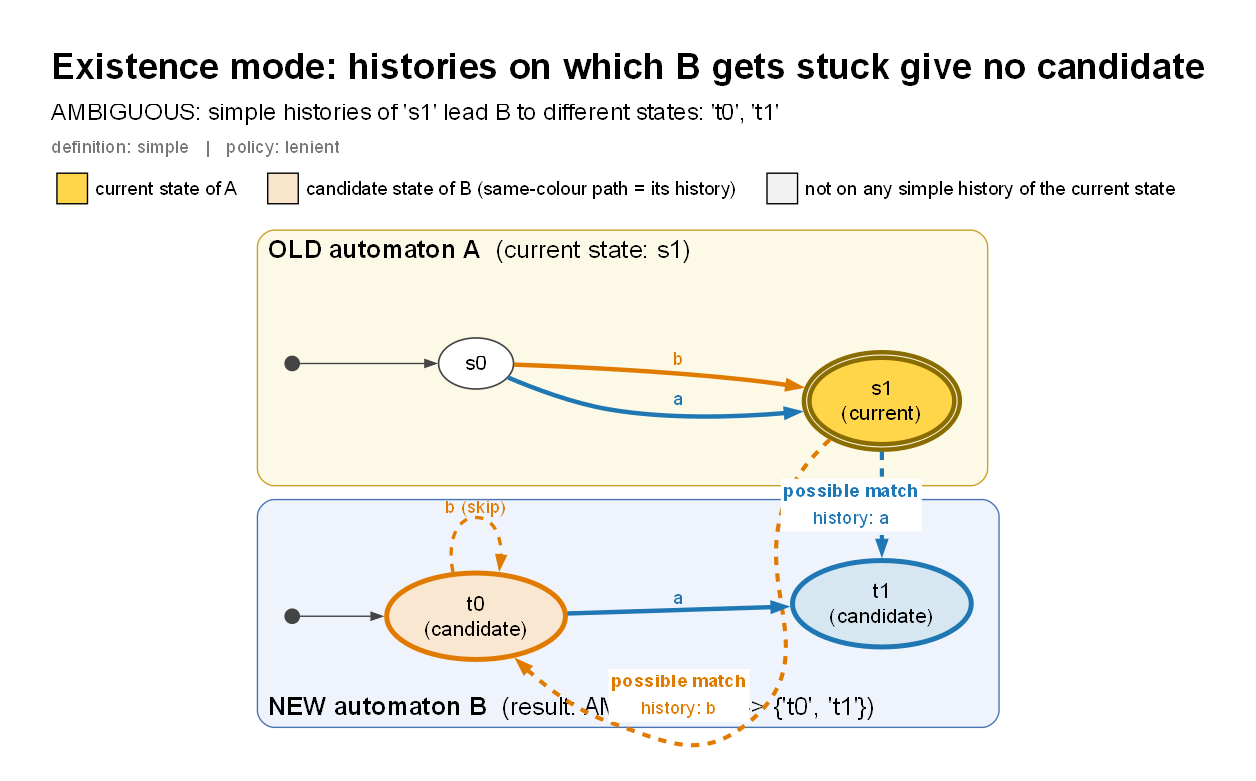 Existence mode: histories on which B gets stuck give no candidate
AMBIGUOUS: simple histories of 's1' lead B to different states: 't0', 't1'
definition: simple | policy: lenient
current state of A
candidate state of B (same-colour path = its history)
not on any simple history of the current state
OLD automaton A (current state: s1)
s0
b
a
s1
(current)
possible match
history: a
b (skip)
t0
(candidate)
a
t1
(candidate)
possible match
history: b
NEW automaton B (result: > {'t0', 't1'})